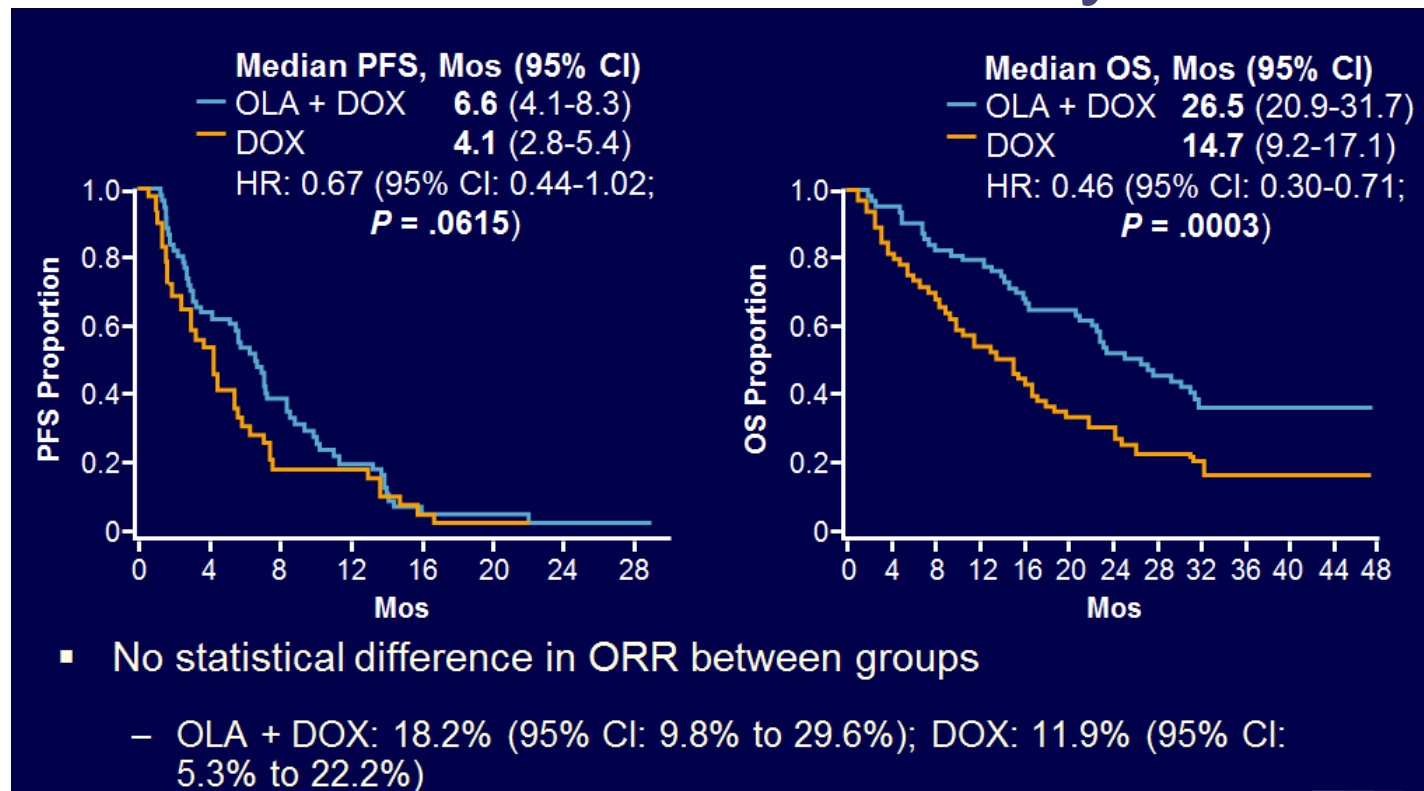 Median PFS, Mos (95% CI)
OLA + DOX 6.6 (4.1-8.3)
DOX 4.1 (2.8-5.4)
HR: 0.67 (95% CI: 0.44-1.02;
P = .0615)
1.0
0.8
0.6
0.4
0.2
0
PFS Proportion
0 4 8 12 16 20 24 28
Mos
Median OS, Mos (95% CI)
OLA + DOX 26.5 (20.9-31.7)
DOX 14.7 (9.2-17.1)
HR: 0.46 (95% CI: 0.30-0.71;
P = .0003)
1.0
0.8
0.6
0.4
0.2
0
OS Proportion
0 4 8 12 16 20 24 28 32 36 40 44 48
Mos
▪ No statistical difference in ORR between groups
– OLA + DOX: 18.2% (95% CI: 9.8% to 29.6%); DOX: 11.9% (95% CI:
5.3% to 22.2%)